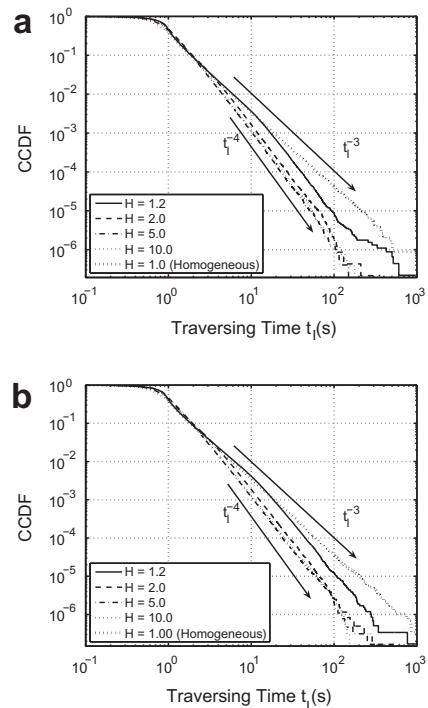 a
10^0
10^-1
10^-2
10^-3
10^-4
10^-5
10^-6
CCDF
t_l^-4
t_l^-3
H = 1.2
H = 2.0
H = 5.0
H = 10.0
H = 1.0 (Homogeneous)
10^-1 10^0 10^1 10^2 10^3
Traversing Time t_l(s)
b
10^0
10^-1
10^-2
10^-3
10^-4
10^-5
10^-6
CCDF
t_l^-4
t_l^-3
H = 1.2
H = 2.0
H = 5.0
H = 10.0
H = 1.00 (Homogeneous)
10^-1 10^0 10^1 10^2 10^3
Traversing Time t_l(s)